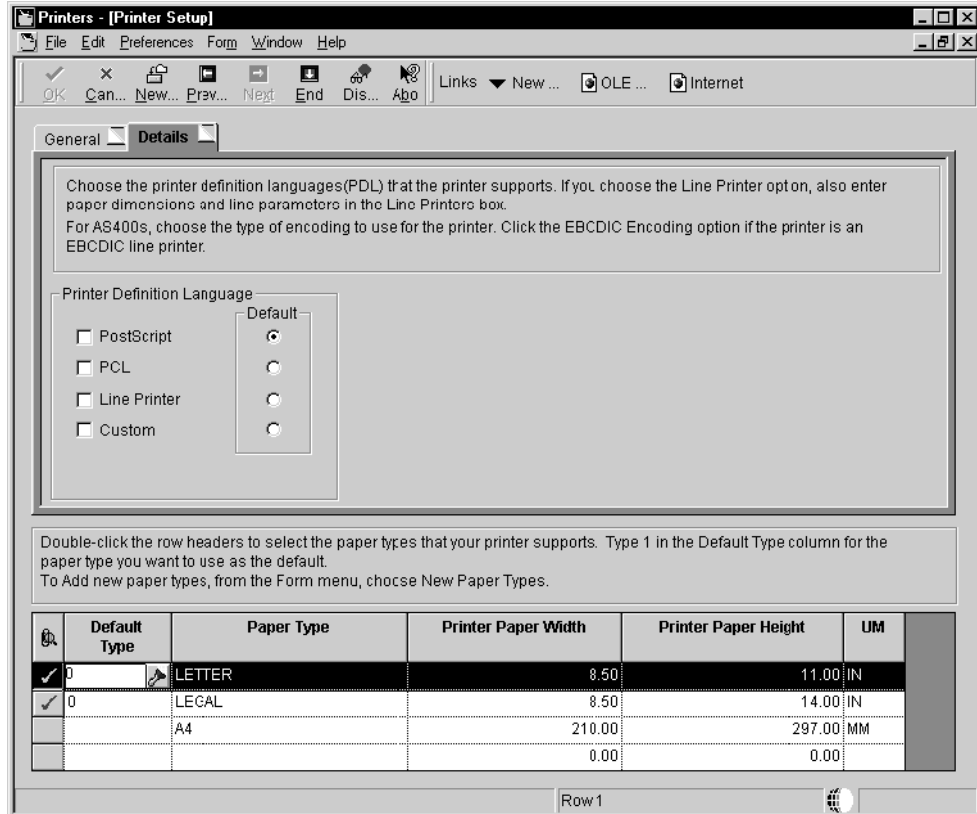 Printers - [Printer Setup]
File Edit Preferences Form Window Help
OK Can... New... Prev... Next End Dis... Abo Links New ... OLE ... Internet
General Details
Choose the printer definition languages(PDL) that the printer supports. If you choose the Line Printer option, also enter
paper dimensions and line parameters in the Line Printers box.
For AS400s, choose the type of encoding to use for the printer. Click the EBCDIC Encoding option if the printer is an
EBCDIC line printer.
Printer Definition Language
Default
PostScript
PCL
Line Printer
Custom
Double-click the row headers to select the paper types that your printer supports. Type 1 in the Default Type column for the
paper type you want to use as the default.
To Add new paper types, from the Form menu, choose New Paper Types.
Default Type Paper Type Printer Paper Width Printer Paper Height UM
0 LETTER 8.50 11.00 IN
0 LEGAL 8.50 14.00 IN
A4 210.00 297.00 MM
0.00 0.00
Row1